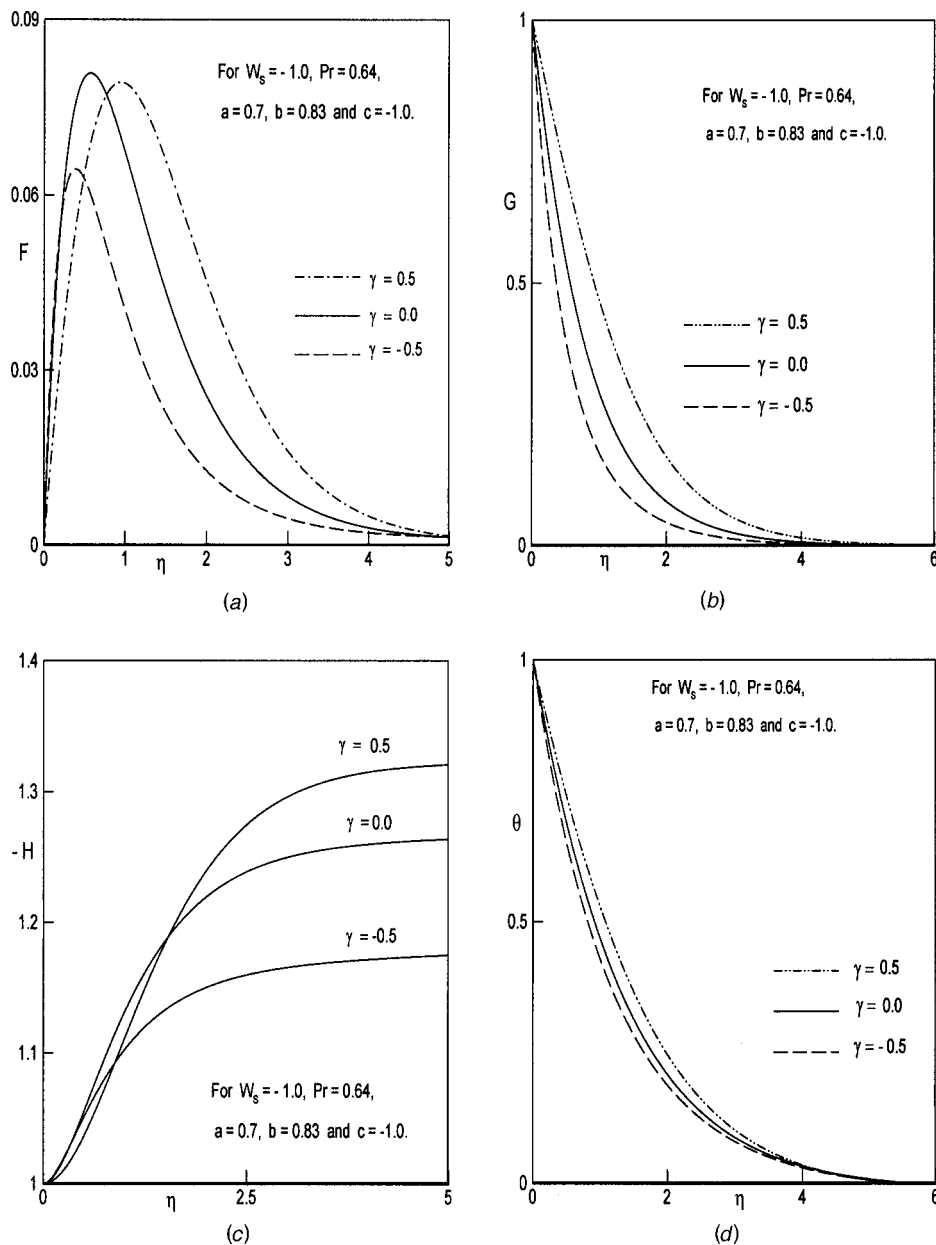 0.09
For Ws = - 1.0, Pr = 0.64,
a = 0.7, b = 0.83 and c = -1.0.
0.06
F
γ = 0.5
γ = 0.0
γ = - 0.5
0.03
0
0 1 η 2 3 4 5
(a)
1
For Ws = - 1.0, Pr = 0.64,
a = 0.7, b = 0.83 and c = -1.0.
G
0.5
γ = 0.5
γ = 0.0
γ = - 0.5
0
0 η 2 4 6
(b)
1.4
γ = 0.5
1.3
γ = 0.0
-H
1.2
γ = -0.5
1.1
For Ws = - 1.0, Pr = 0.64,
a = 0.7, b = 0.83 and c = -1.0.
1
0 η 2.5 5
(c)
1
For Ws = - 1.0, Pr = 0.64,
a = 0.7, b = 0.83 and c = -1.0.
θ
0.5
γ = 0.5
γ = 0.0
γ = - 0.5
0
0 2 η 4 6
(d)